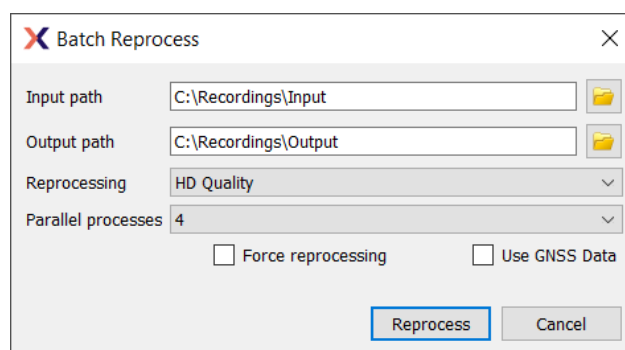 Batch Reprocess
Input path C:\Recordings\Input
Output path C:\Recordings\Output
Reprocessing HD Quality
Parallel processes 4
Force reprocessing Use GNSS Data
Reprocess Cancel